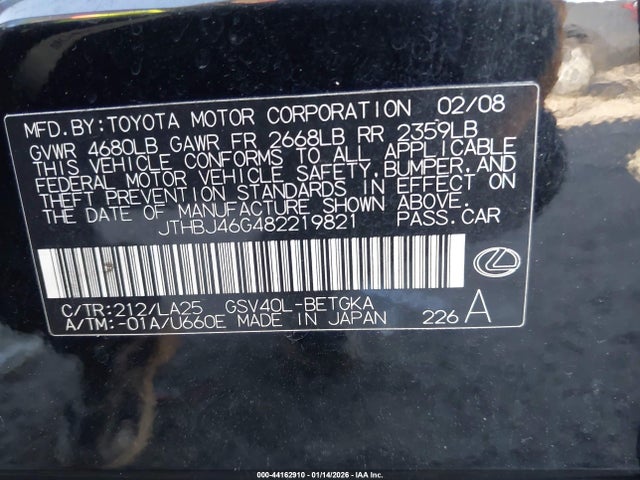 MFD.BY:TOYOTA MOTOR CORPORATION 02/08
GVWR 4680LB GAWR FR 2668LB RR 2359LB
THIS VEHICLE CONFORMS TO ALL APPLICABLE
FEDERAL MOTOR VEHICLE SAFETY,BUMPER,AND
THEFT PREVENTION STANDARDS IN EFFECT ON
THE DATE OF MANUFACTURE SHOWN ABOVE.
JTHBJ46G482219821 PASS.CAR
C/TR:212/LA25 GSV40L-BETGKA
A/TM:-01A/U660E MADE IN JAPAN 226 A
000-44162910 - 01/14/2026 - IAA Inc.